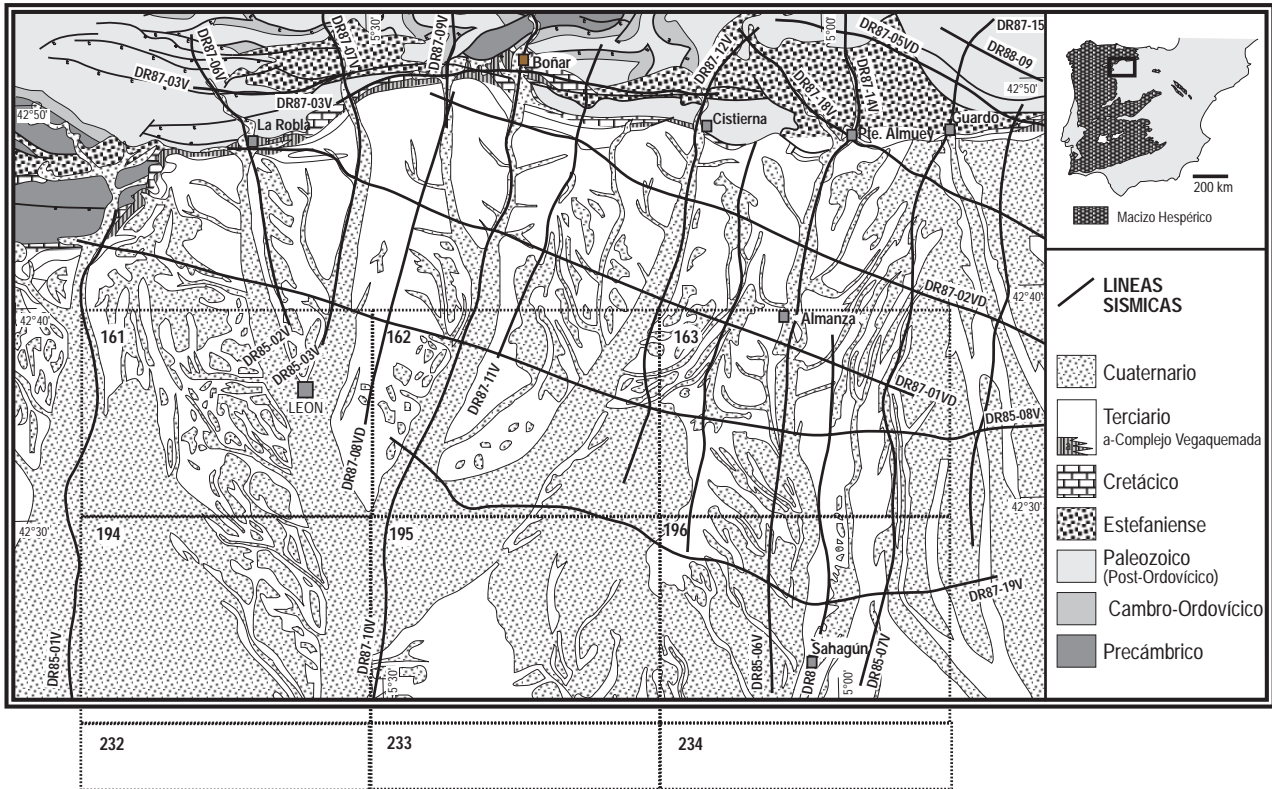 DR87-06V
DR87-07V
5°30'
DR87-09V
5°00'
DR87-05VD
DR87-15
DR88-09
Boñar
DR87-03V
DR87-03V
DR87-12V
DR87-18V
DR87-14V
42°50'
42°50'
La Robla
Cistierna
Pte. Almuey
Guardo
200 km
Macizo Hespérico
LINEAS
SISMICAS
DR87-02VD
42°40'
42°40'
161
162
163
Almanza
DR85-02V
DR85-03V
LEON
DR87-11V
DR87-01VD
DR85-08V
DR87-08VD
Cuaternario
Terciario
a-Complejo Vegaquemada
Cretácico
Estefaniense
Paleozoico
(Post-Ordovícico)
Cambro-Ordovícico
Precámbrico
42°30'
42°30'
194
195
196
DR87-19V
DR85-01V
DR87-10V
5°30'
DR85-06V
Sahagún
DR8
5°00'
DR85-07V
232
233
234